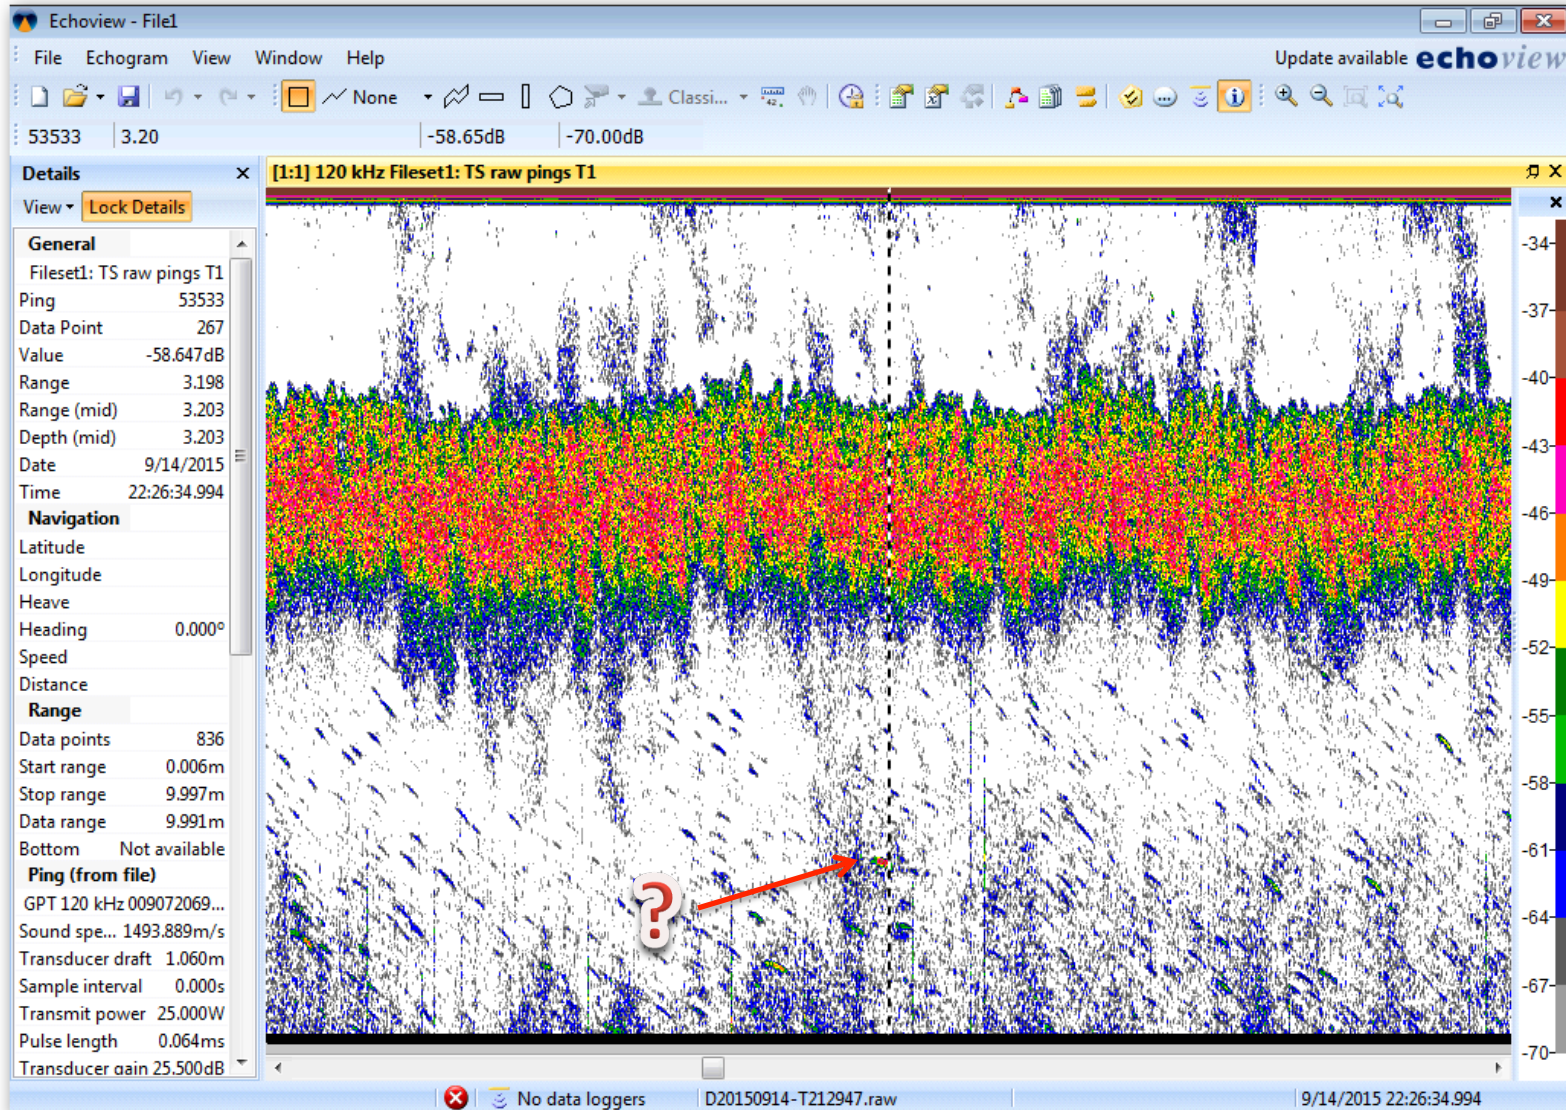 Echoview - File1
File Echogram View Window Help
Update available echoview
None Classi...
53533 3.20 -58.65dB -70.00dB
Details
View Lock Details
General
Fileset1: TS raw pings T1
Ping 53533
Data Point 267
Value -58.647dB
Range 3.198
Range (mid) 3.203
Depth (mid) 3.203
Date 9/14/2015
Time 22:26:34.994
Navigation
Latitude
Longitude
Heave
Heading 0.000º
Speed
Distance
Range
Data points 836
Start range 0.006m
Stop range 9.997m
Data range 9.991m
Bottom Not available
Ping (from file)
GPT 120 kHz 009072069...
Sound spe... 1493.889m/s
Transducer draft 1.060m
Sample interval 0.000s
Transmit power 25.000W
Pulse length 0.064ms
Transducer gain 25.500dB
[1:1] 120 kHz Fileset1: TS raw pings T1
?
-34
-37
-40
-43
-46
-49
-52
-55
-58
-61
-64
-67
-70
No data loggers D20150914-T212947.raw 9/14/2015 22:26:34.994